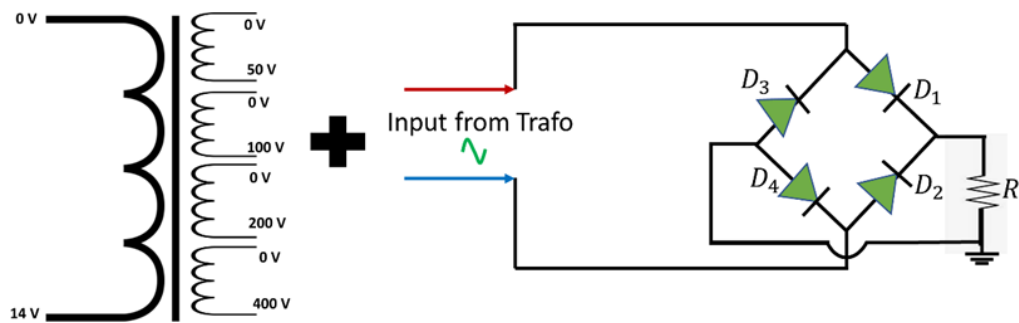 0 V
14 V
0 V
50 V
0 V
100 V
0 V
200 V
0 V
400 V
Input from Trafo
D₃
D₁
D₄
D₂
R